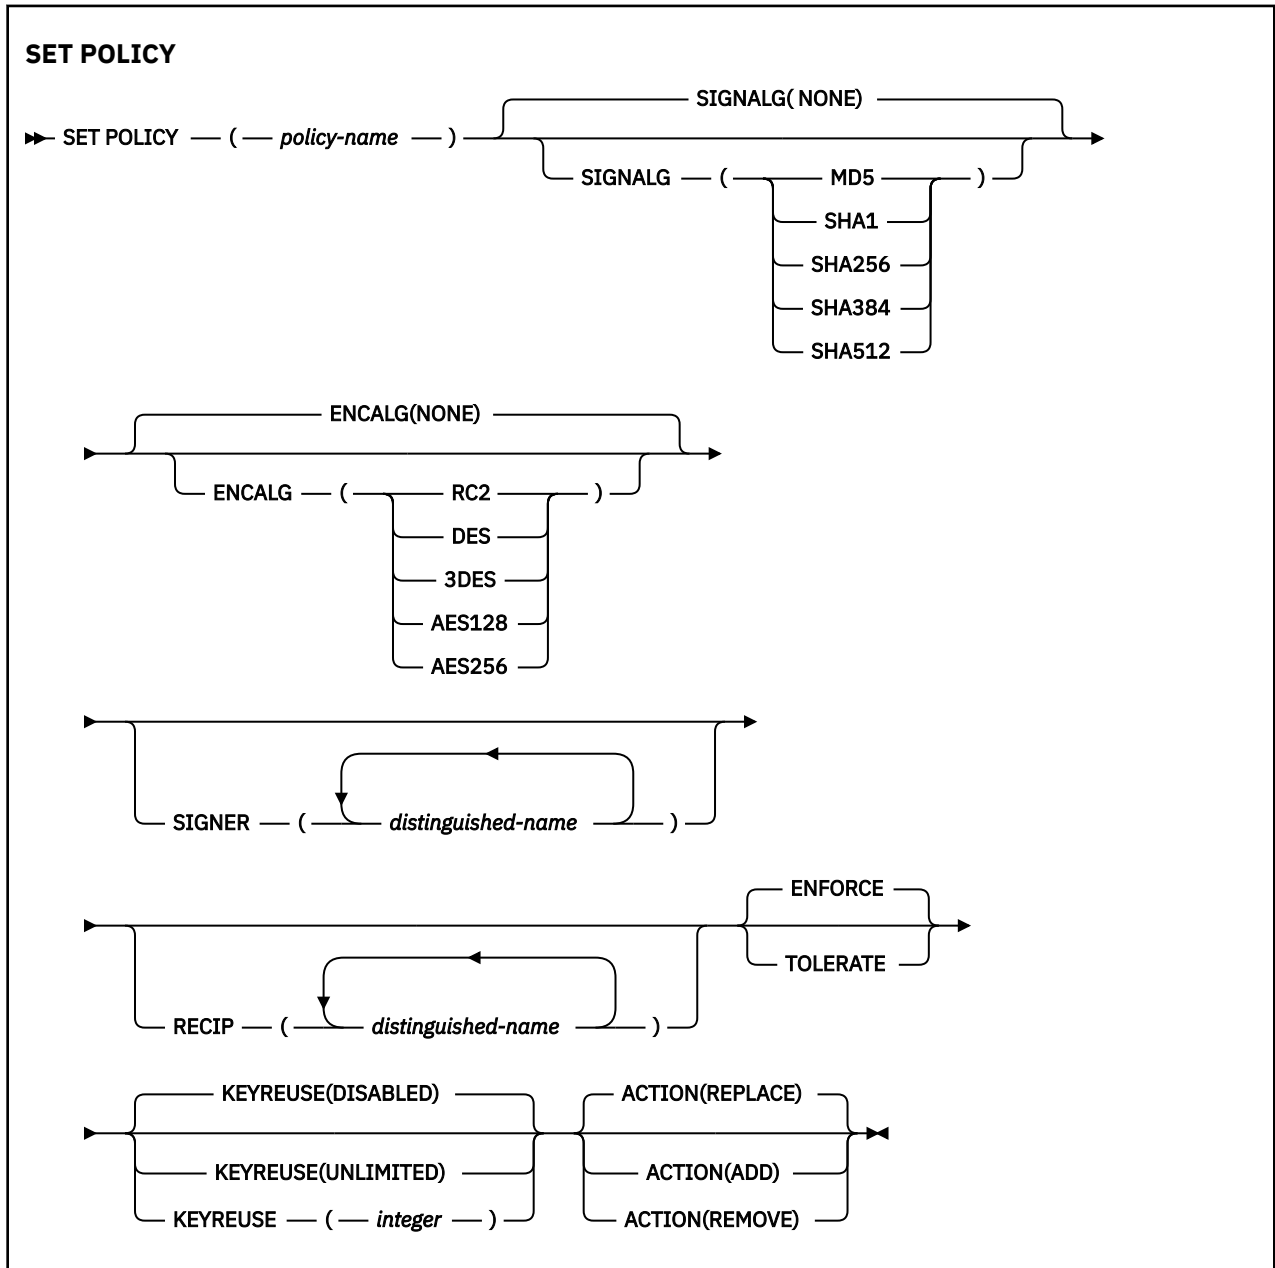 SET POLICY
SIGNALG( NONE)
SET POLICY ( policy-name )
SIGNALG ( MD5 )
SHA1
SHA256
SHA384
SHA512
ENCALG(NONE)
ENCALG ( RC2 )
DES
3DES
AES128
AES256
SIGNER ( distinguished-name )
ENFORCE
TOLERATE
RECIP ( distinguished-name )
KEYREUSE(DISABLED) ACTION(REPLACE)
KEYREUSE(UNLIMITED) ACTION(ADD)
KEYREUSE ( integer ) ACTION(REMOVE)